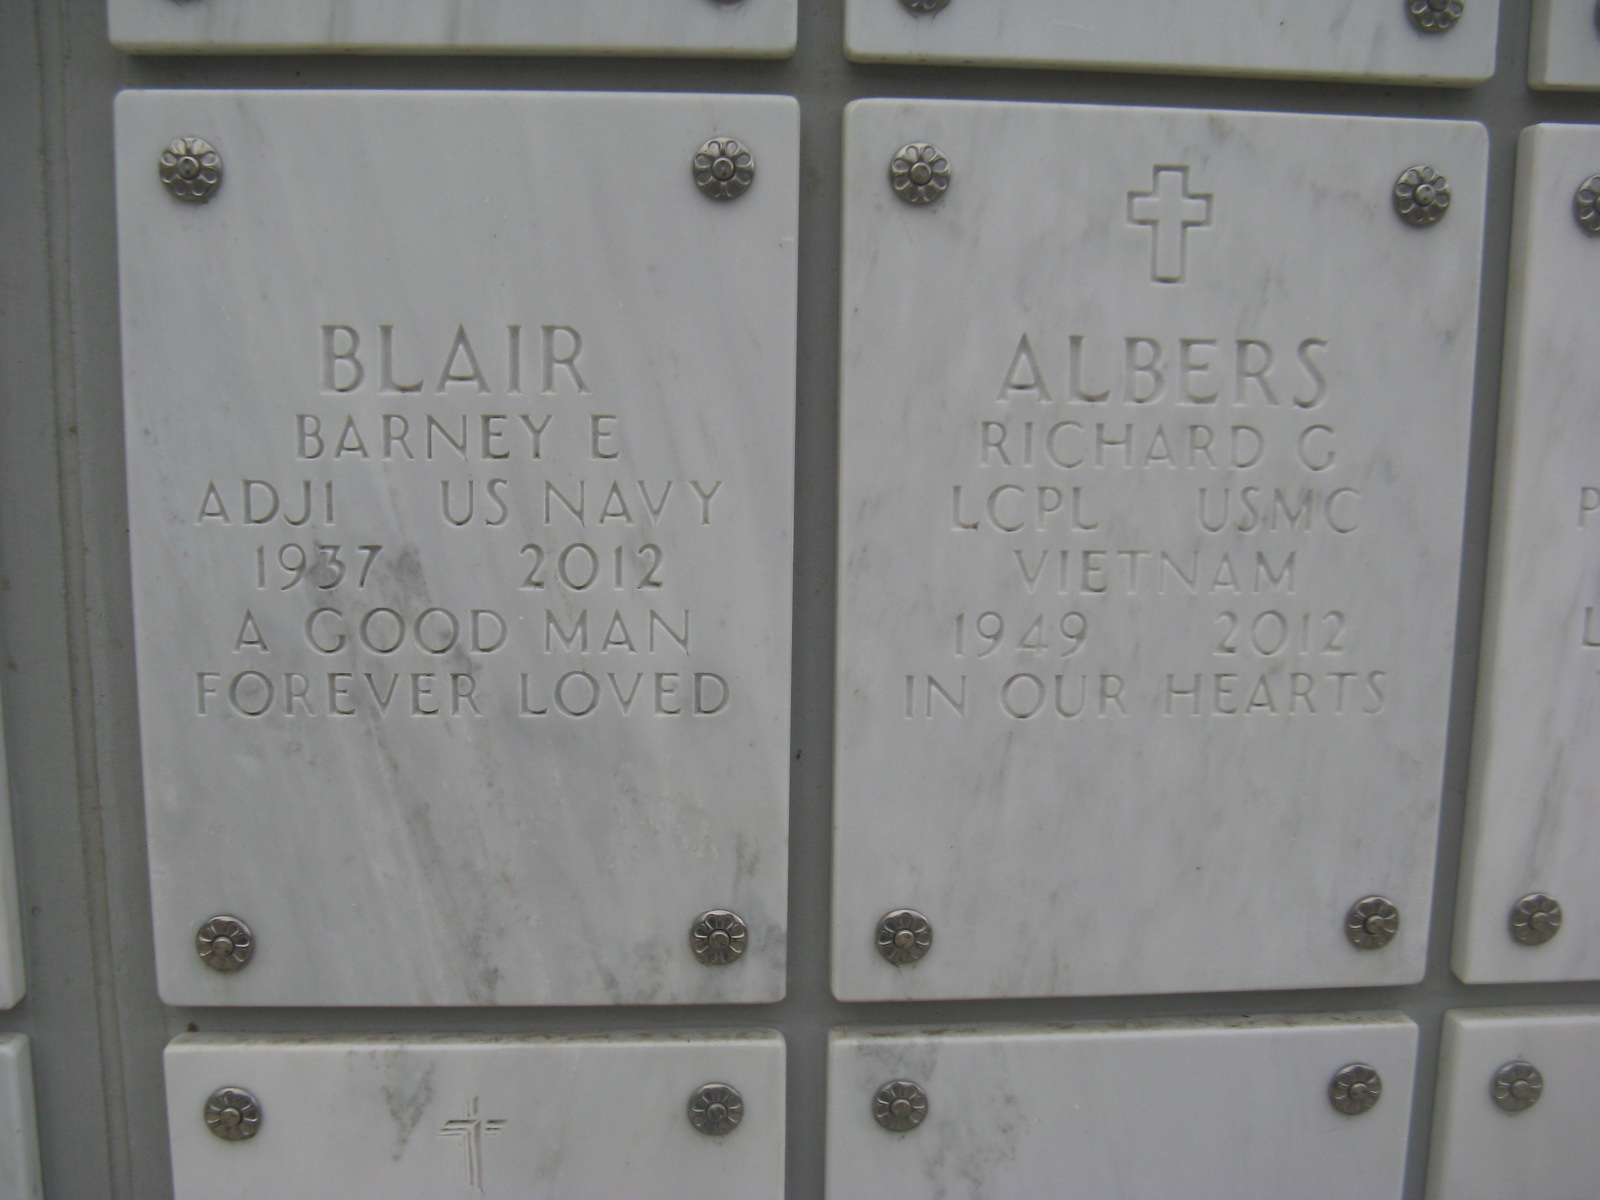 BLAIR
BARNEY E
ADJ1 US NAVY
1937 2012
A GOOD MAN
FOREVER LOVED
ALBERS
RICHARD G
LCPL USMC
VIETNAM
1949 2012
IN OUR HEARTS